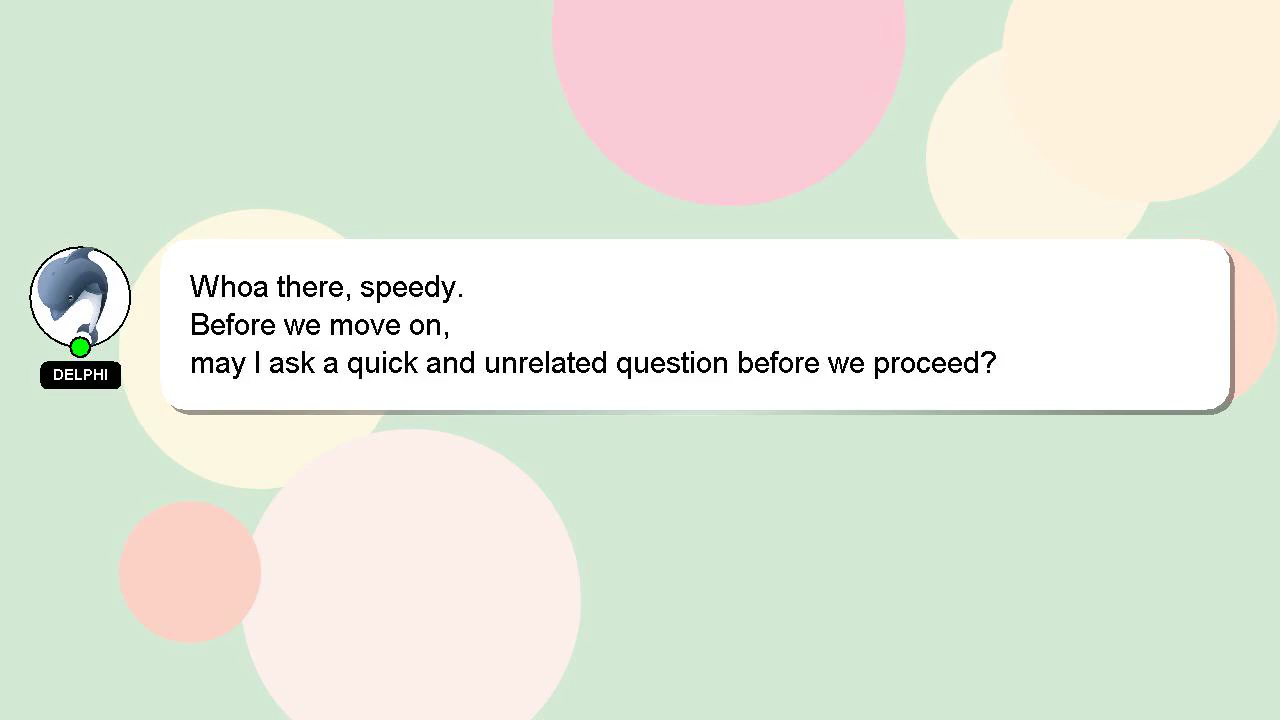 Whoa there, speedy.
Before we move on,
may I ask a quick and unrelated question before we proceed?
DELPHI